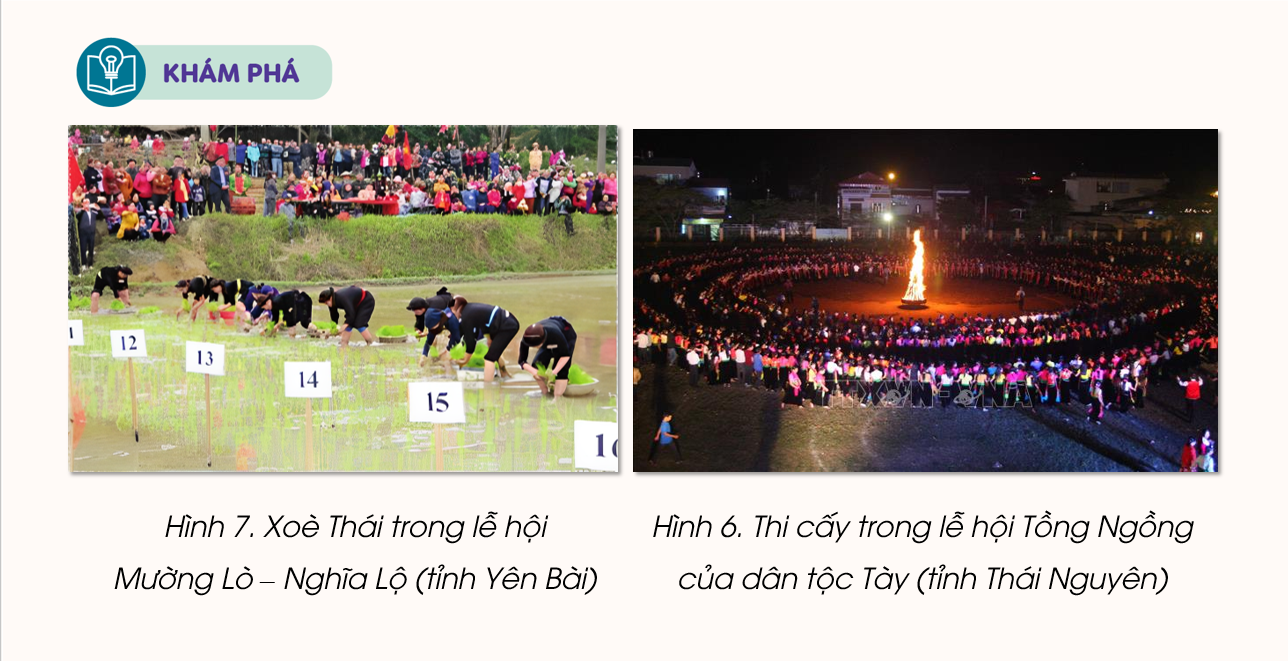 KHÁM PHÁ
1
12
13
14
15
Hình 7. Xoè Thái trong lễ hội
Mường Lò – Nghĩa Lộ (tỉnh Yên Bài)
Hình 6. Thi cấy trong lễ hội Tồng Ngồng
của dân tộc Tày (tỉnh Thái Nguyên)